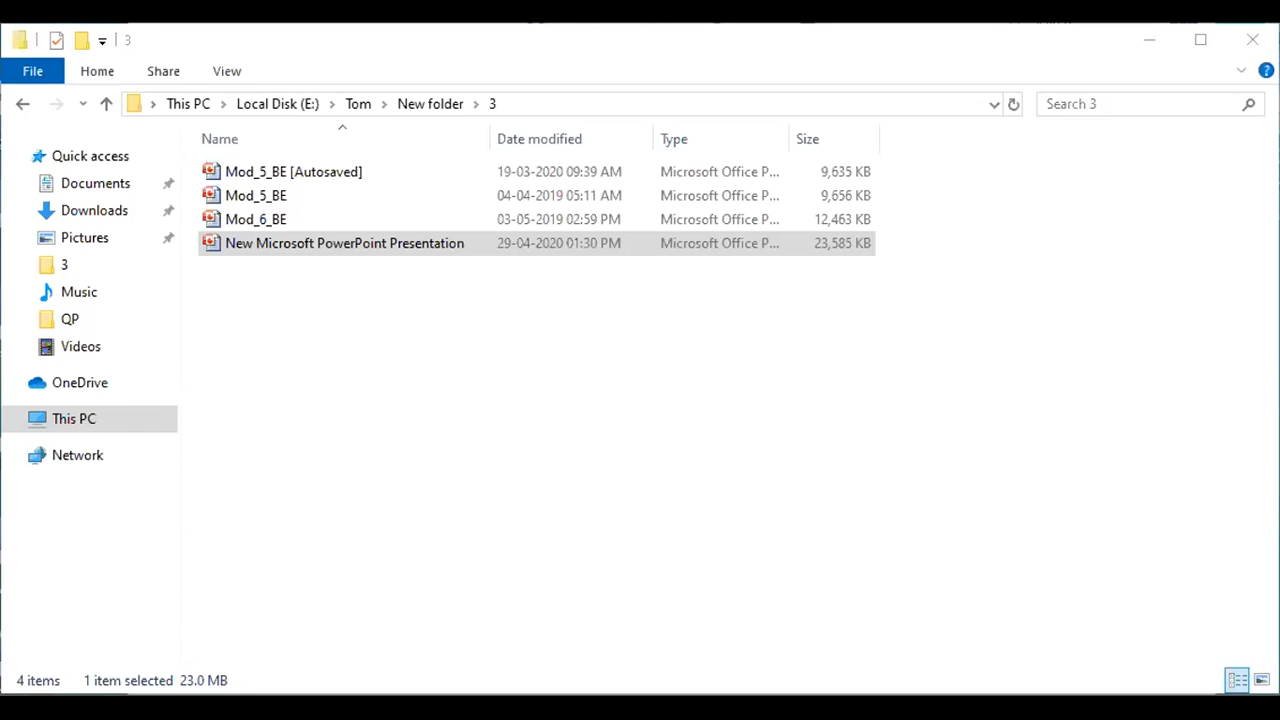 3
File Home Share View
This PC Local Disk (E:) Tom New folder 3 Search 3
Name Date modified Type Size
Quick access
Documents
Downloads
Pictures
3
Music
QP
Videos
OneDrive
This PC
Network
Mod_5_BE [Autosaved] 19-03-2020 09:39 AM Microsoft Office P... 9,635 KB
Mod_5_BE 04-04-2019 05:11 AM Microsoft Office P... 9,656 KB
Mod_6_BE 03-05-2019 02:59 PM Microsoft Office P... 12,463 KB
New Microsoft PowerPoint Presentation 29-04-2020 01:30 PM Microsoft Office P... 23,585 KB
4 items 1 item selected 23.0 MB